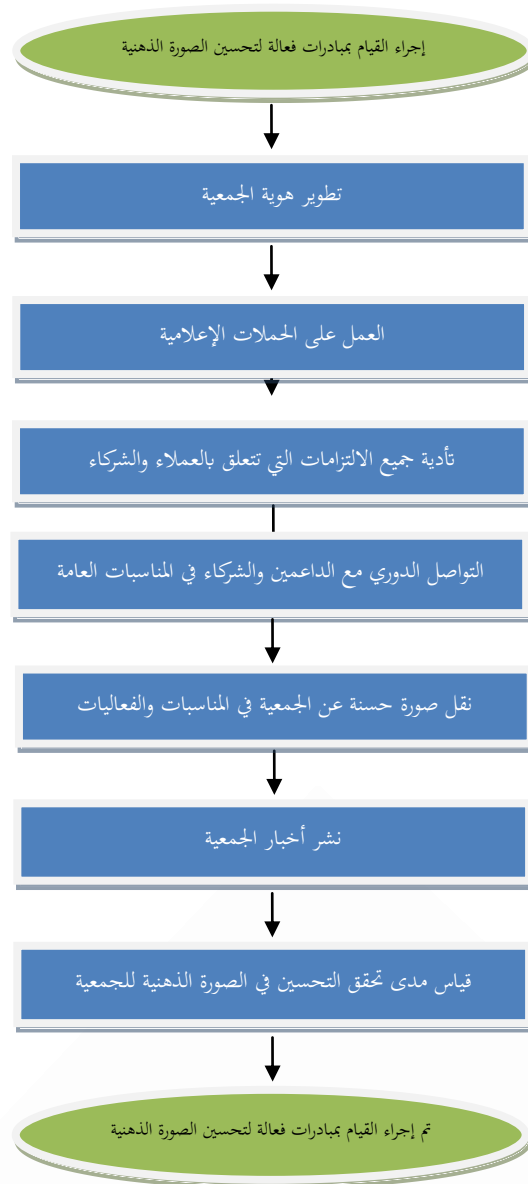 إجراء القيام بمبادرات فعالة لتحسين الصورة الذهنية
تطوير هوية الجمعية
العمل على الحملات الإعلامية
تأدية جميع الالتزامات التي تتعلق بالعملاء والشركاء
التواصل الدوري مع الداعمين والشركاء في المناسبات العامة
نقل صورة حسنة عن الجمعية في المناسبات والفعاليات
نشر أخبار الجمعية
قياس مدى تحقق التحسين في الصورة الذهنية للجمعية
تم إجراء القيام بمبادرات فعالة لتحسين الصورة الذهنية